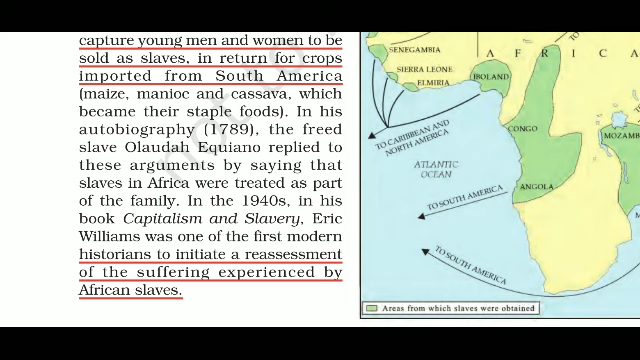 capture young men and women to be
sold as slaves, in return for crops
imported from South America
(maize, manioc and cassava, which
became their staple foods). In his
autobiography (1789), the freed
slave Olaudah Equiano replied to
these arguments by saying that
slaves in Africa were treated as part
of the family. In the 1940s, in his
book Capitalism and Slavery, Eric
Williams was one of the first modern
historians to initiate a reassessment
of the suffering experienced by
African slaves.
SENEGAMBIA
AFRICA
SIERRA LEONE
IBOLAND
ELMIRIA
TO CARIBBEAN AND
NORTH AMERICA
CONGO
MOZAMB
ATLANTIC
OCEAN
ANGOLA
TO SOUTH AMERICA
TO SOUTH AMERICA
Areas from which slaves were obtained